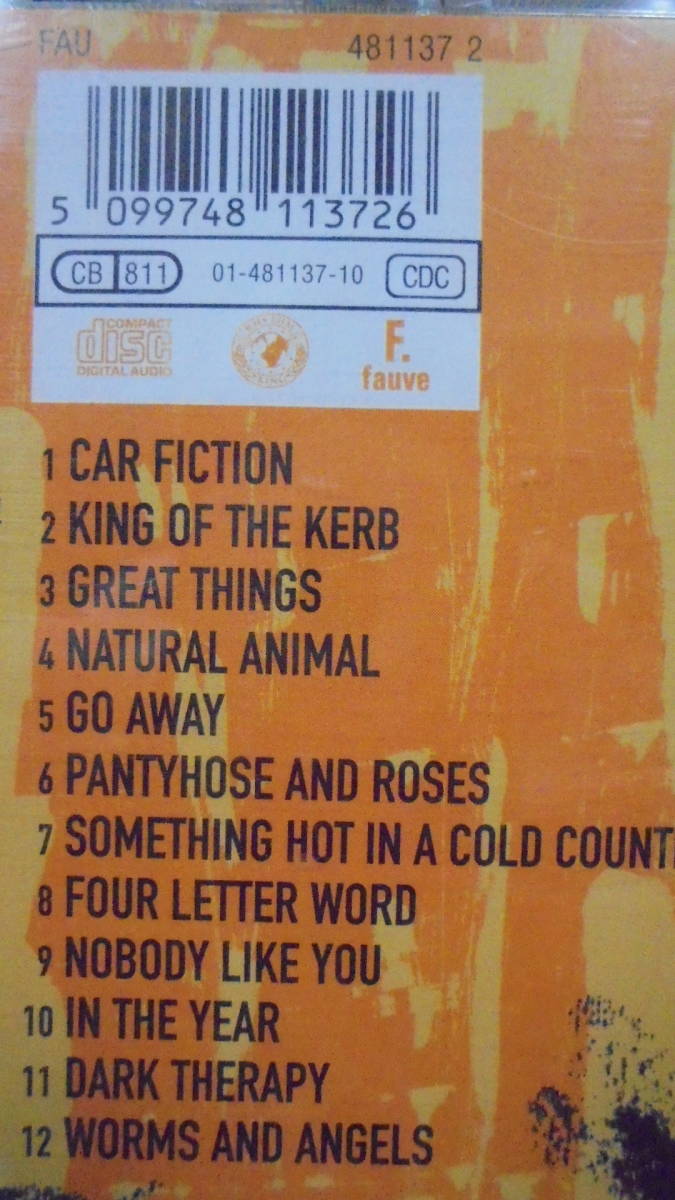 FAU 481137 2
5 099748 113726
CB 811 01-481137-10 CDC
COMPACT
disc
DIGITAL AUDIO
F.
fauve
1 CAR FICTION
2 KING OF THE KERB
3 GREAT THINGS
4 NATURAL ANIMAL
5 GO AWAY
6 PANTYHOSE AND ROSES
7 SOMETHING HOT IN A COLD COUNT
8 FOUR LETTER WORD
9 NOBODY LIKE YOU
10 IN THE YEAR
11 DARK THERAPY
12 WORMS AND ANGELS